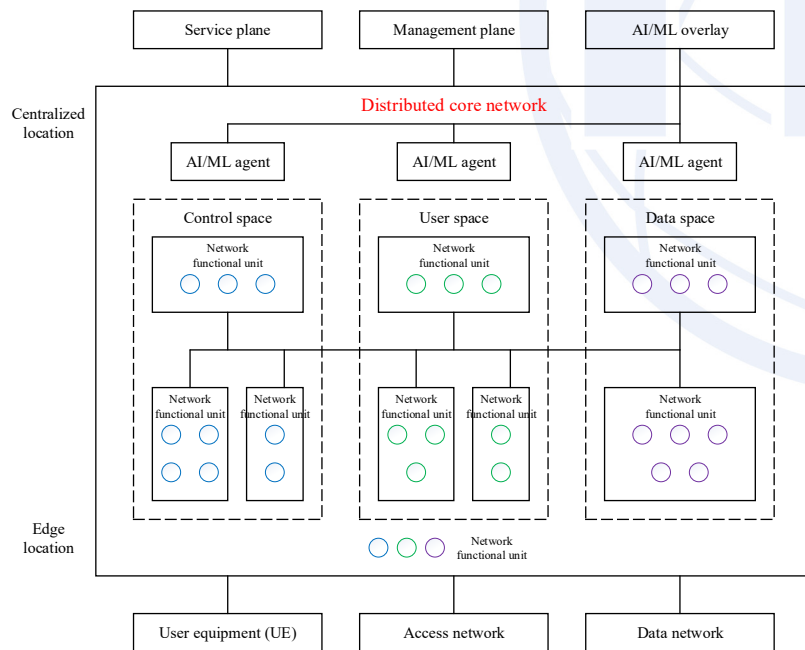 Service plane
Management plane
AI/ML overlay
Centralized
location
Distributed core network
AI/ML agent
AI/ML agent
AI/ML agent
Control space
User space
Data space
Network
functional unit
Network
functional unit
Network
functional unit
Network
functional unit
Network
functional unit
Network
functional unit
Network
functional unit
Network
functional unit
Edge
location
Network
functional unit
User equipment (UE)
Access network
Data network